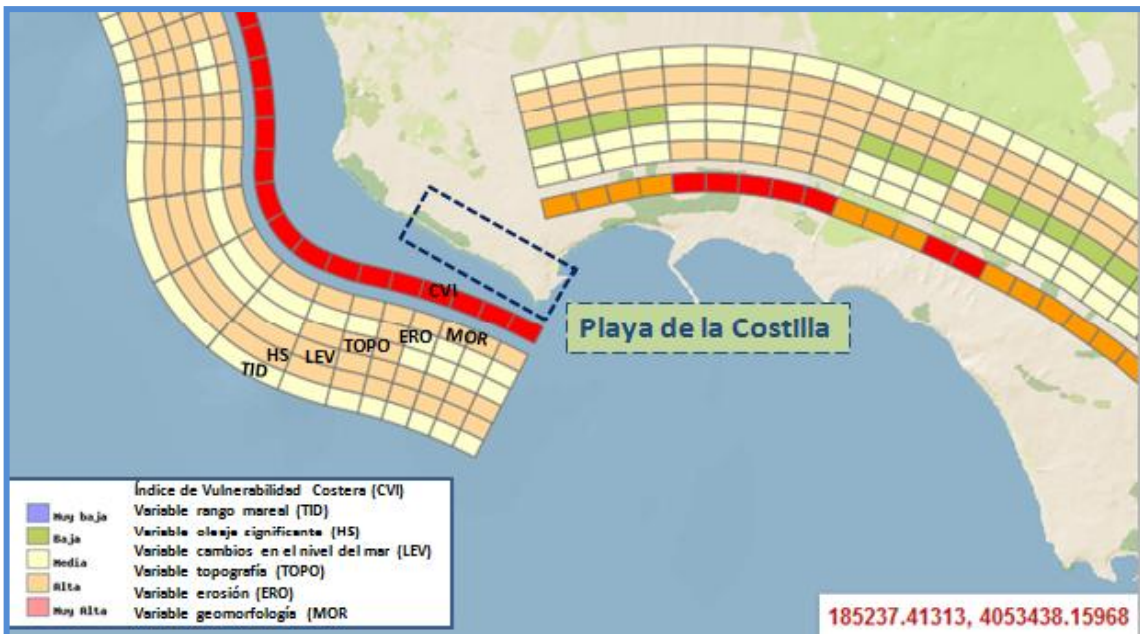 CVI
Playa de la Costilla
MOR
ERO
TOPO
LEV
HS
TID
Índice de Vulnerabilidad Costera (CVI)
Muy baja
Variable rango mareal (TID)
Baja
Variable oleaje significante (HS)
Media
Variable cambios en el nivel del mar (LEV)
Alta
Variable topografía (TOPO)
Variable erosión (ERO)
Muy Alta
Variable geomorfología (MOR
185237.41313, 4053438.15968